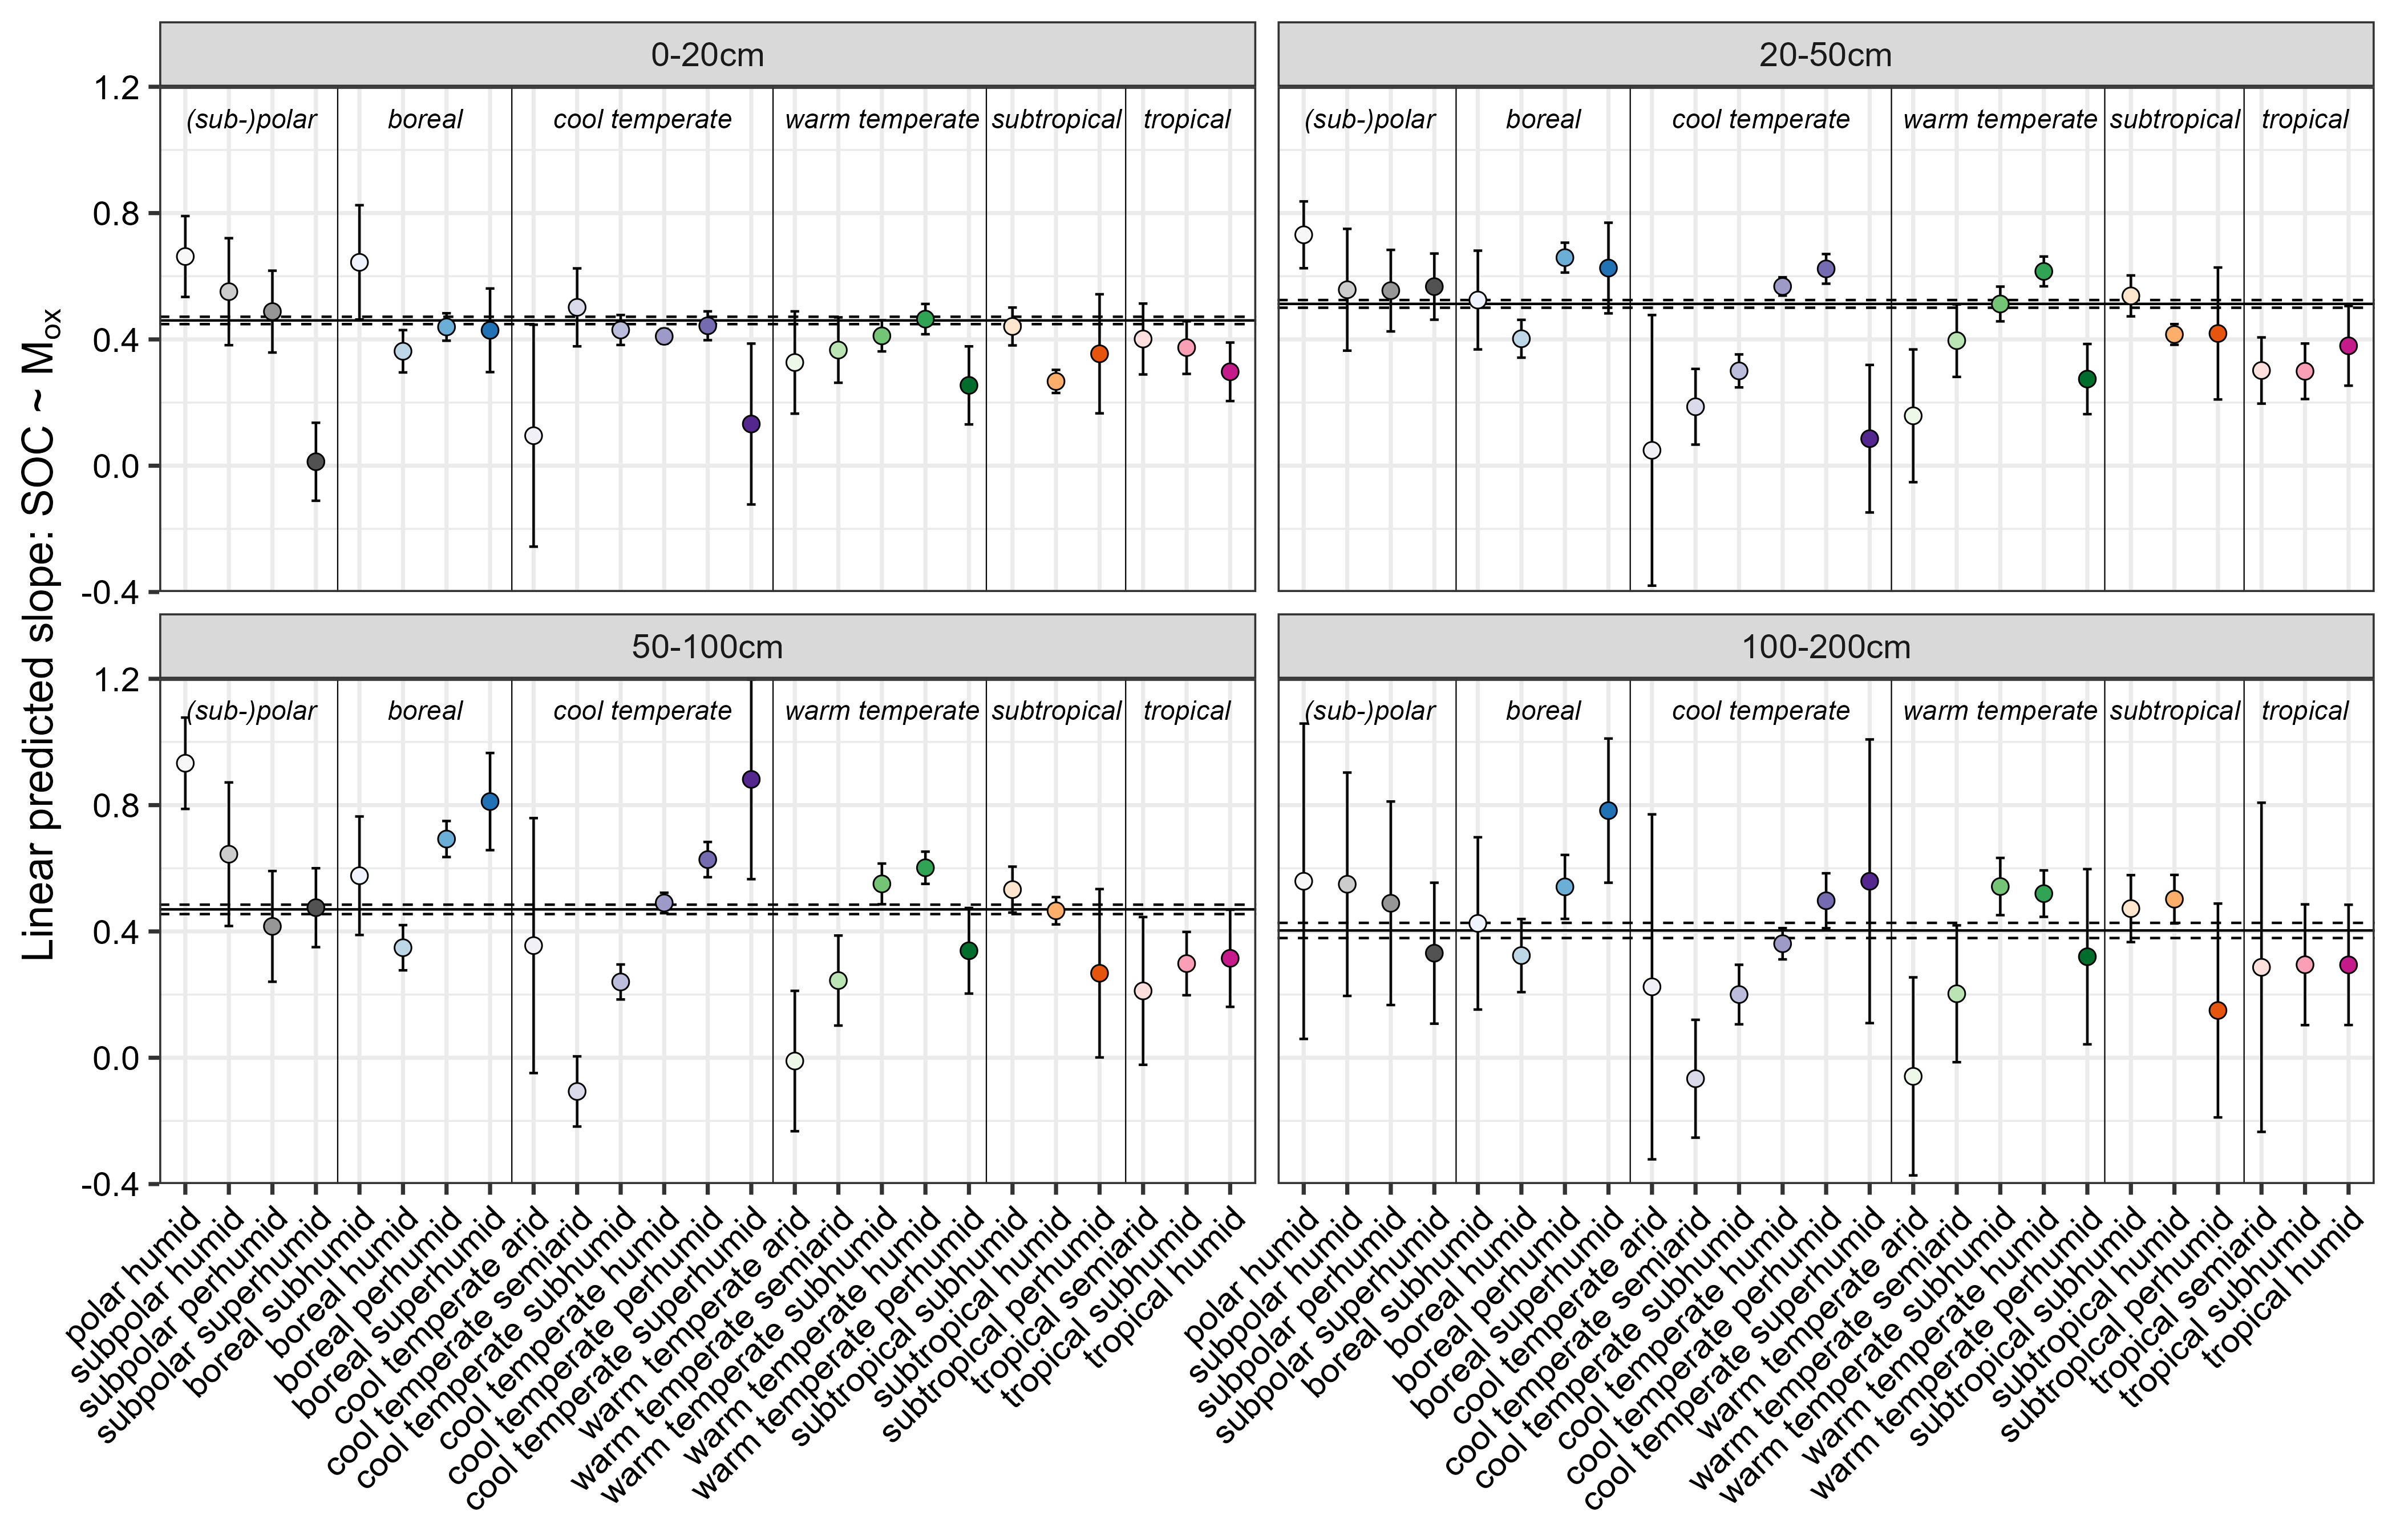 Linear predicted slope: SOC ~ Mox
0-20cm
1.2
0.8
0.4
0.0
-0.4
(sub-)polar boreal cool temperate warm temperate subtropical tropical
20-50cm
(sub-)polar boreal cool temperate warm temperate subtropical tropical
50-100cm
1.2
0.8
0.4
0.0
-0.4
(sub-)polar boreal cool temperate warm temperate subtropical tropical
100-200cm
(sub-)polar boreal cool temperate warm temperate subtropical tropical
polar humid
subpolar humid
subpolar perhumid
subpolar superhumid
boreal subhumid
boreal humid
boreal perhumid
boreal superhumid
cool temperate arid
cool temperate semiarid
cool temperate subhumid
cool temperate humid
cool temperate perhumid
cool temperate superhumid
warm temperate arid
warm temperate semiarid
warm temperate subhumid
warm temperate humid
warm temperate perhumid
subtropical subhumid
subtropical humid
subtropical perhumid
tropical semiarid
tropical subhumid
tropical humid
polar humid
subpolar humid
subpolar perhumid
subpolar superhumid
boreal subhumid
boreal humid
boreal perhumid
boreal superhumid
cool temperate arid
cool temperate semiarid
cool temperate subhumid
cool temperate humid
cool temperate perhumid
cool temperate superhumid
warm temperate arid
warm temperate semiarid
warm temperate subhumid
warm temperate humid
warm temperate perhumid
subtropical subhumid
subtropical humid
subtropical perhumid
tropical semiarid
tropical subhumid
tropical humid